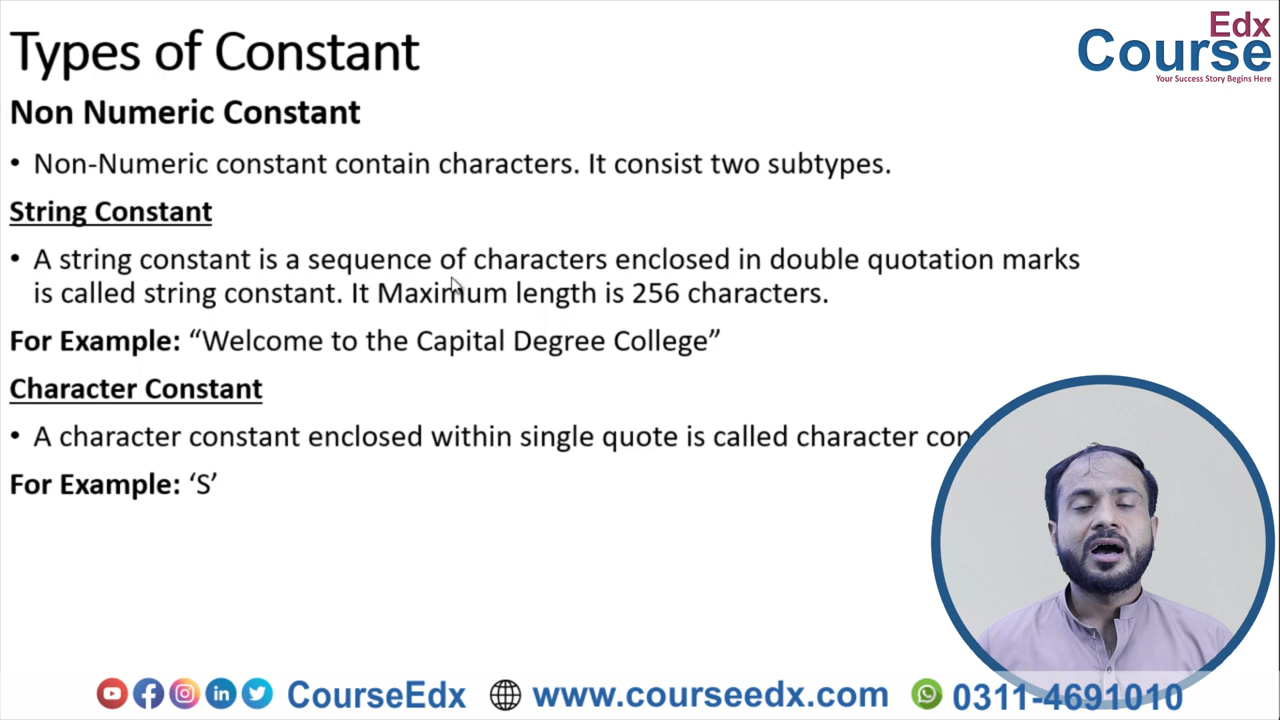 Types of Constant
Edx
Course
Your Success Story Begins Here
Non Numeric Constant
• Non-Numeric constant contain characters. It consist two subtypes.
String Constant
• A string constant is a sequence of characters enclosed in double quotation marks
is called string constant. It Maximum length is 256 characters.
For Example: “Welcome to the Capital Degree College”
Character Constant
• A character constant enclosed within single quote is called character con
For Example: ‘S’
CourseEdx www.courseedx.com 0311-4691010